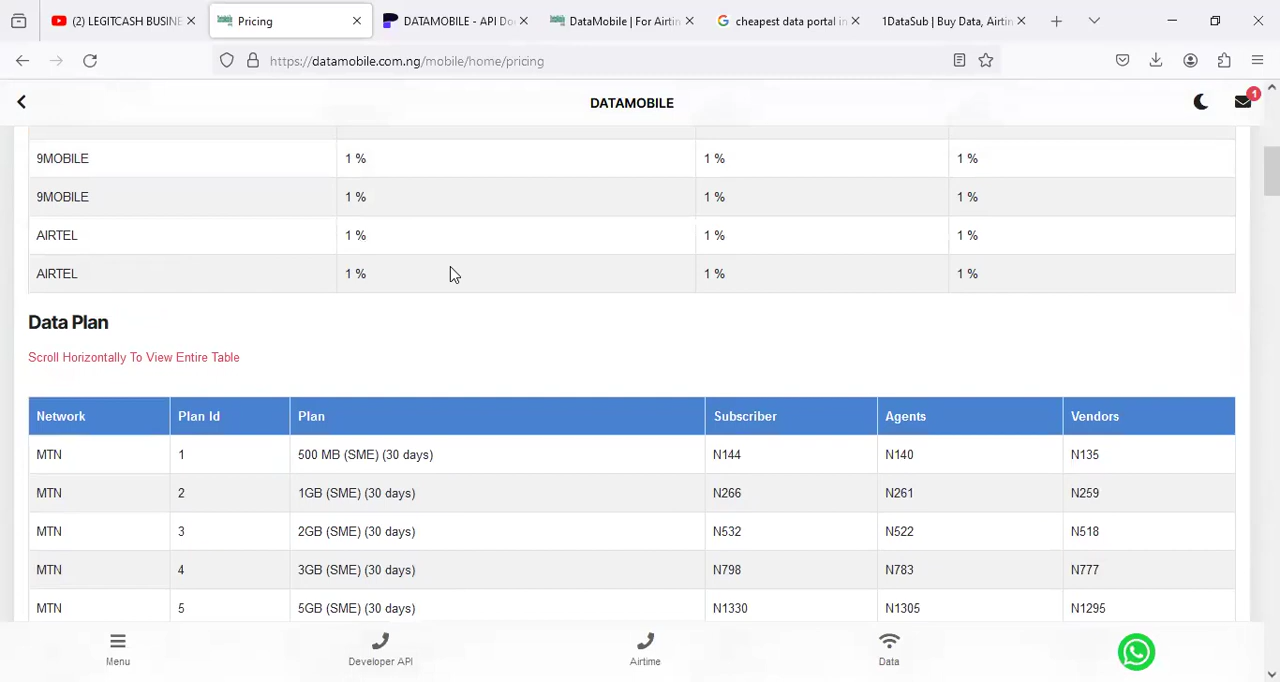 (2) LEGITCASH BUSINE
Pricing
DATAMOBILE - API Do
DataMobile | For Airtin
cheapest data portal in
1DataSub | Buy Data, Airtin
https://datamobile.com.ng/mobile/home/pricing
DATAMOBILE
1
9MOBILE 1 % 1 % 1 %
9MOBILE 1 % 1 % 1 %
AIRTEL 1 % 1 % 1 %
AIRTEL 1 % 1 % 1 %
Data Plan
Scroll Horizontally To View Entire Table
Network Plan Id Plan Subscriber Agents Vendors
MTN 1 500 MB (SME) (30 days) N144 N140 N135
MTN 2 1GB (SME) (30 days) N266 N261 N259
MTN 3 2GB (SME) (30 days) N532 N522 N518
MTN 4 3GB (SME) (30 days) N798 N783 N777
MTN 5 5GB (SME) (30 days) N1330 N1305 N1295
Menu
Developer API
Airtime
Data